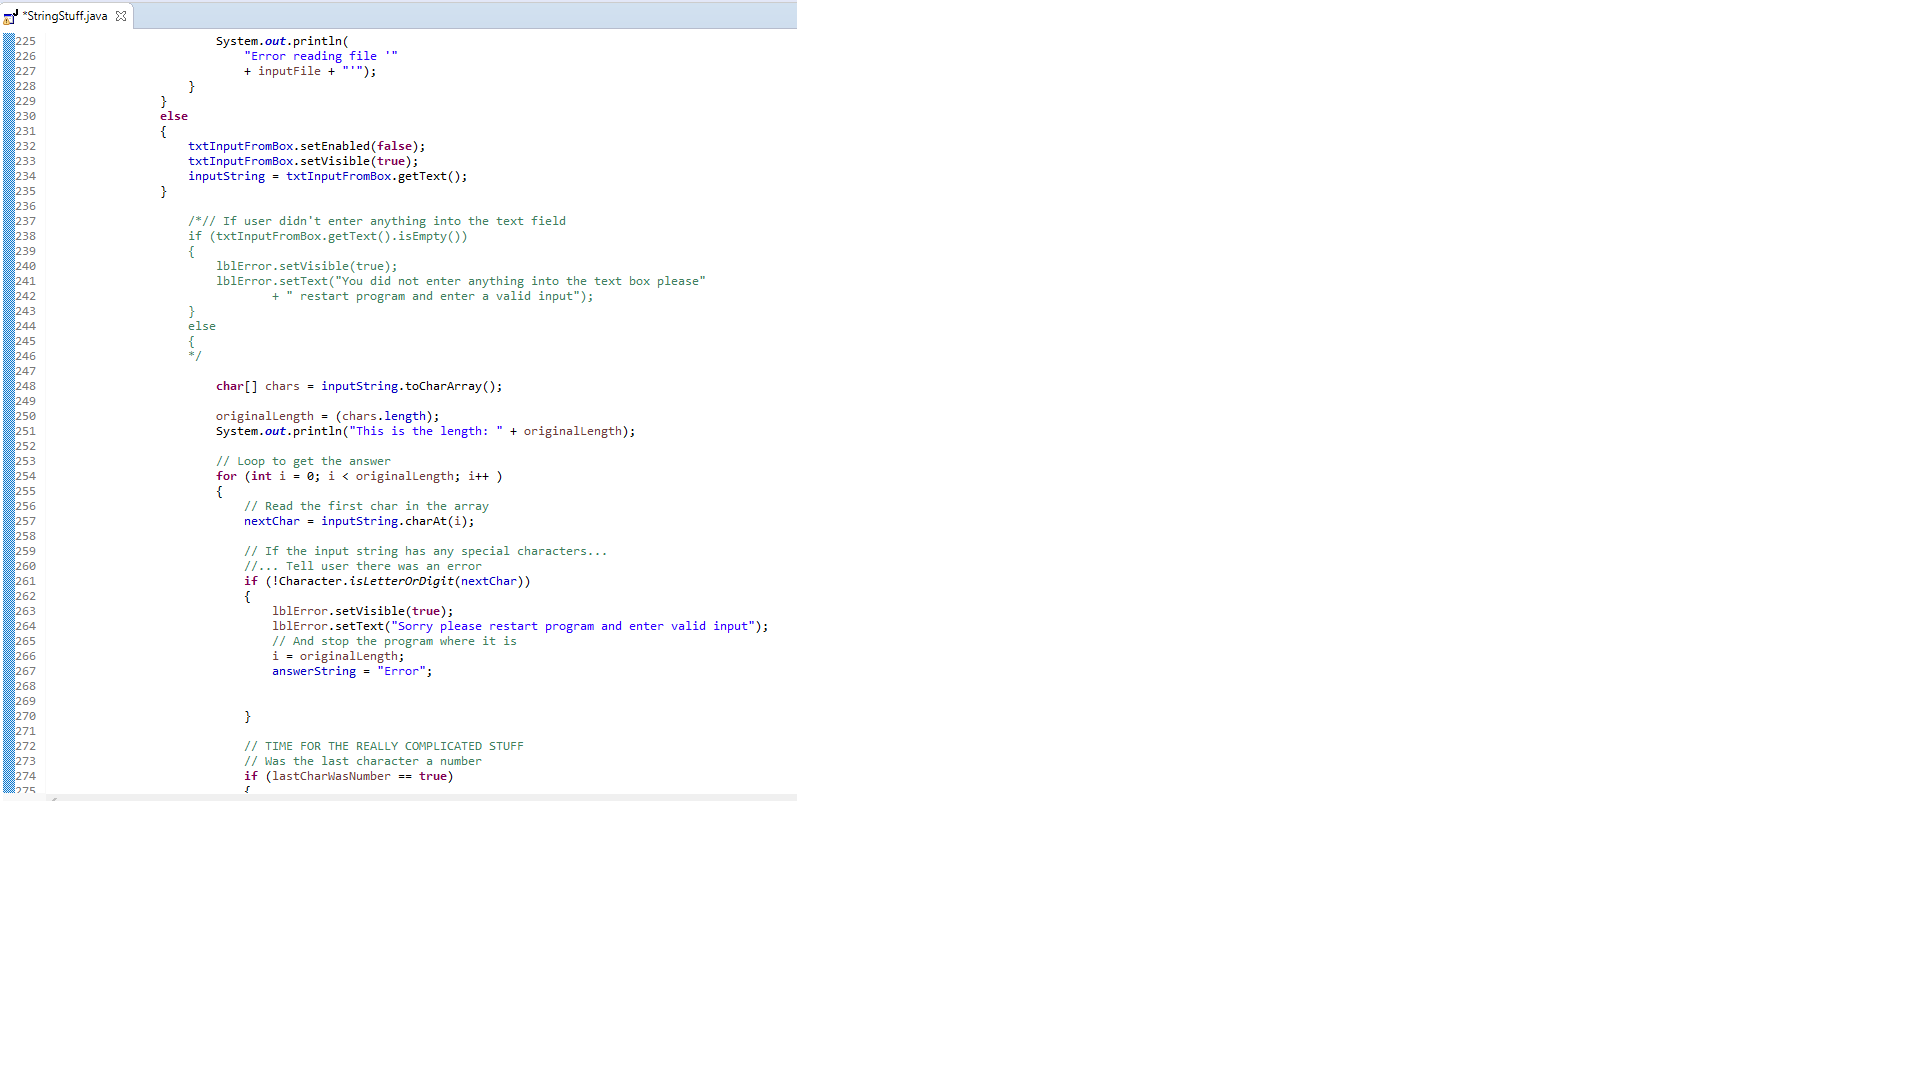 *StringStuff.java
225 System.out.println(
226 "Error reading file '"
227 + inputFile + "'");
228 }
229 }
230 else
231 {
232 txtInputFromBox.setEnabled(false);
233 txtInputFromBox.setVisible(true);
234 inputString = txtInputFromBox.getText();
235 }
236
237 /*// If user didn't enter anything into the text field
238 if (txtInputFromBox.getText().isEmpty())
239 {
240 lblError.setVisible(true);
241 lblError.setText("You did not enter anything into the text box please"
242 + " restart program and enter a valid input");
243 }
244 else
245 {
246 */
247
248 char[] chars = inputString.toCharArray();
249
250 originalLength = (chars.length);
251 System.out.println("This is the length: " + originalLength);
252
253 // Loop to get the answer
254 for (int i = 0; i < originalLength; i++ )
255 {
256 // Read the first char in the array
257 nextChar = inputString.charAt(i);
258
259 // If the input string has any special characters...
260 //... Tell user there was an error
261 if (!Character.isLetterOrDigit(nextChar))
262 {
263 lblError.setVisible(true);
264 lblError.setText("Sorry please restart program and enter valid input");
265 // And stop the program where it is
266 i = originalLength;
267 answerString = "Error";
268
269
270 }
271
272 // TIME FOR THE REALLY COMPLICATED STUFF
273 // Was the last character a number
274 if (lastCharWasNumber == true)
275 {